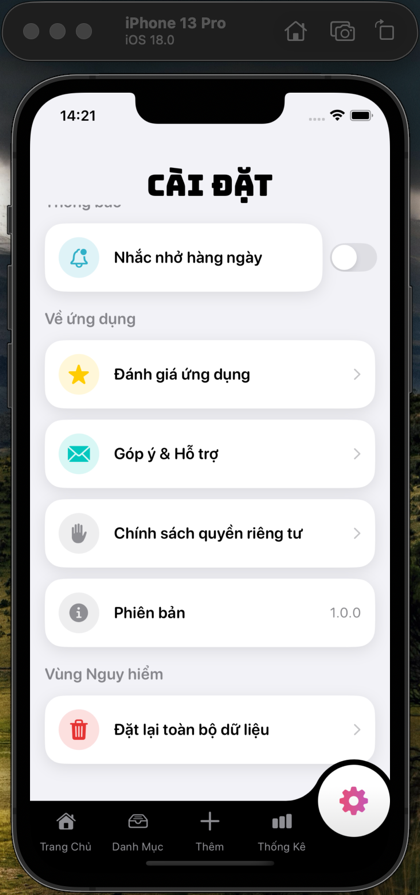 iPhone 13 Pro
iOS 18.0
14:21
CÀI ĐẶT
Thông báo
Nhắc nhở hàng ngày
Về ứng dụng
Đánh giá ứng dụng
Góp ý & Hỗ trợ
Chính sách quyền riêng tư
Phiên bản
1.0.0
Vùng Nguy hiểm
Đặt lại toàn bộ dữ liệu
Trang Chủ
Danh Mục
Thêm
Thống Kê